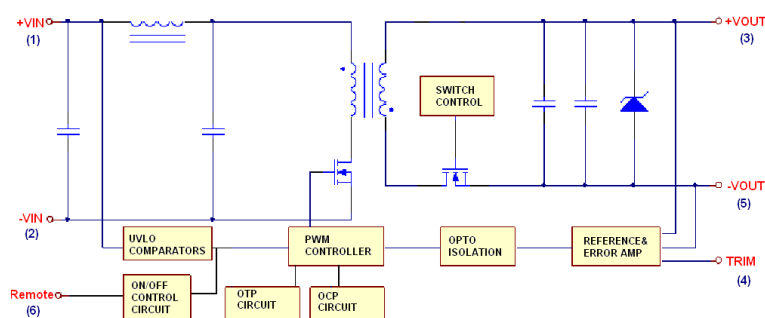 +VIN
(1)
+VOUT
(3)
SWITCH
CONTROL
-VIN
(2)
-VOUT
(5)
UVLO
COMPARATORS
PWM
CONTROLLER
OPTO
ISOLATION
REFERENCE&
ERROR AMP
TRIM
(4)
Remote
(6)
ON/OFF
CONTROL
CIRCUIT
OTP
CIRCUIT
OCP
CIRCUIT